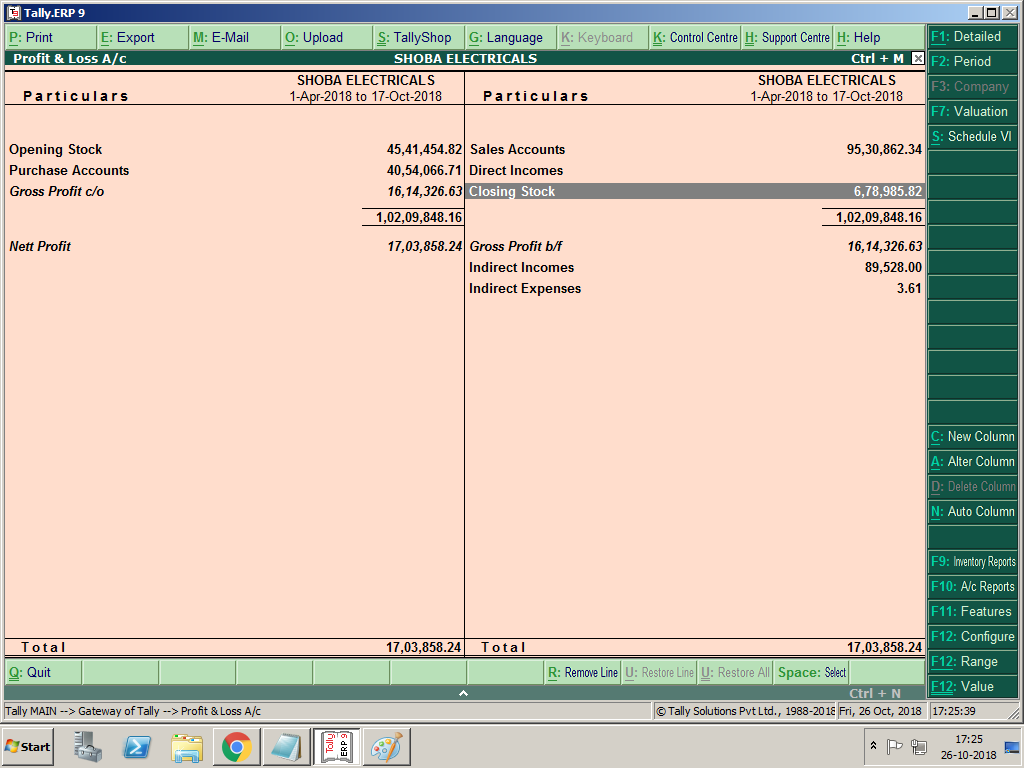 Tally.ERP 9
P: Print E: Export M: E-Mail O: Upload S: TallyShop G: Language K: Keyboard K: Control Centre H: Support Centre H: Help
Profit & Loss A/c SHOBA ELECTRICALS Ctrl + M
Particulars SHOBA ELECTRICALS Particulars SHOBA ELECTRICALS
1-Apr-2018 to 17-Oct-2018 1-Apr-2018 to 17-Oct-2018
Opening Stock 45,41,454.82 Sales Accounts 95,30,862.34
Purchase Accounts 40,54,066.71 Direct Incomes
Gross Profit c/o 16,14,326.63 Closing Stock 6,78,985.82
1,02,09,848.16 1,02,09,848.16
Nett Profit 17,03,858.24 Gross Profit b/f 16,14,326.63
Indirect Incomes 89,528.00
Indirect Expenses 3.61
Total 17,03,858.24 Total 17,03,858.24
F1: Detailed
F2: Period
F3: Company
F7: Valuation
S: Schedule VI
C: New Column
A: Alter Column
D: Delete Column
N: Auto Column
F9: Inventory Reports
F10: A/c Reports
F11: Features
F12: Configure
F12: Range
F12: Value
Q: Quit R: Remove Line U: Restore Line U: Restore All Space: Select
Ctrl + N
Tally MAIN --> Gateway of Tally --> Profit & Loss A/c © Tally Solutions Pvt Ltd., 1988-2018 Fri, 26 Oct, 2018 17:25:39
Start Tally ERP 9 17:25
26-10-2018